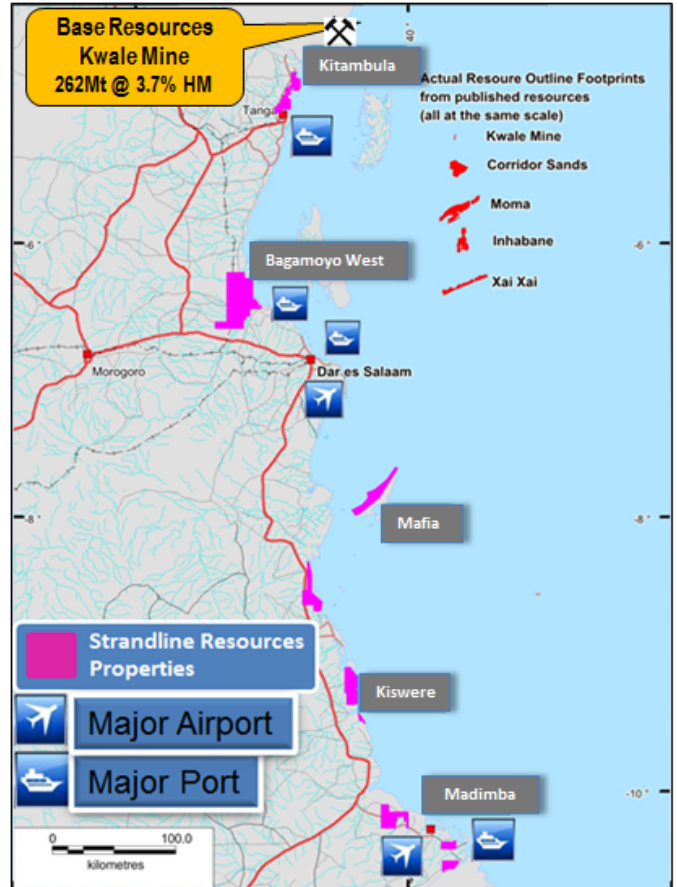 Base Resources
Kwale Mine
262Mt @ 3.7% HM
40°
Kitambula
Actual Resoure Outline Footprints
from published resources
(all at the same scale)
Kwale Mine
Corridor Sands
Moma
Inhabane
Xai Xai
Tanga
-6°
-6°
Bagamoyo West
Morogoro
Dar es Salaam
-8°
-8°
Mafia
Strandline Resources
Properties
Kiswere
Major Airport
Major Port
Madimba
-10°
0 100.0
kilometres